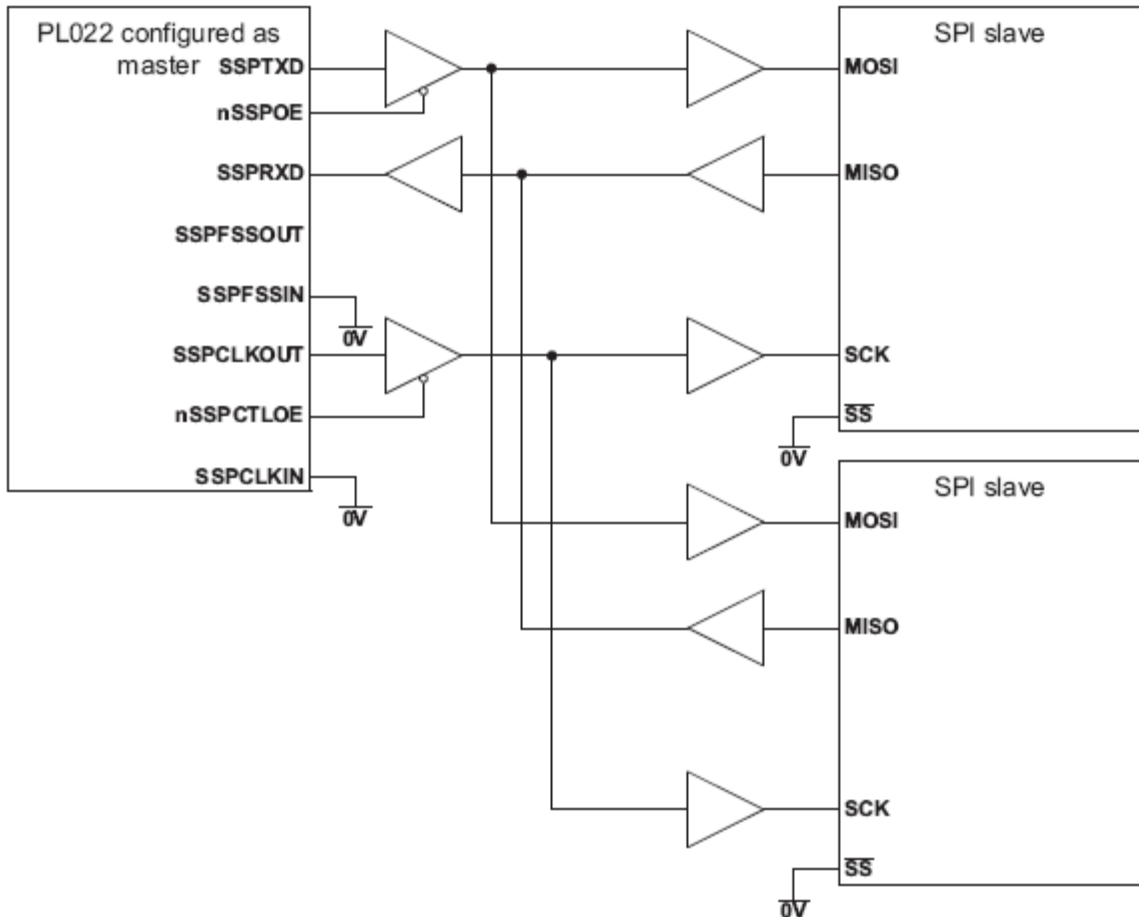 PL022 configured as
master
SSPTXD
nSSPOE
SSPRXD
SSPFSSOUT
SSPFSSIN
0V
SSPCLKOUT
nSSPCTLOE
SSPCLKIN
0V
SPI slave
MOSI
MISO
SCK
SS
0V
SPI slave
MOSI
MISO
SCK
SS
0V